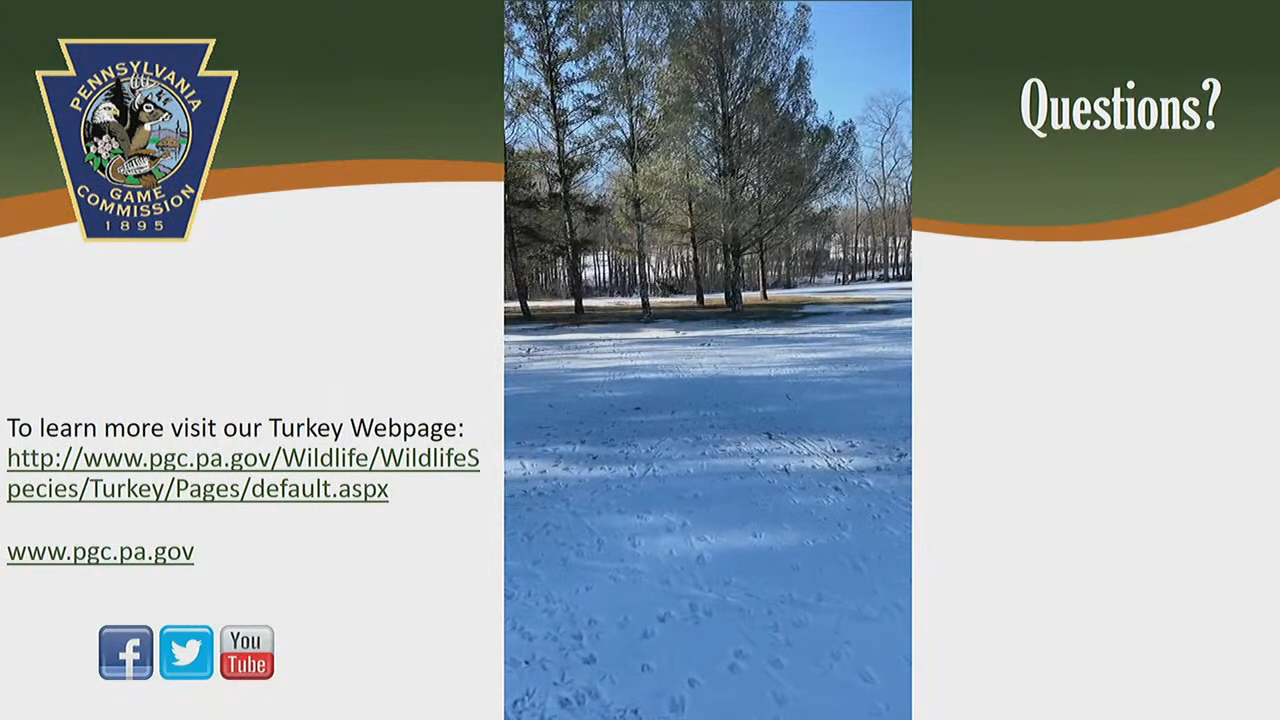 PENNSYLVANIA
GAME
COMMISSION
1895
Questions?
To learn more visit our Turkey Webpage:
http://www.pgc.pa.gov/Wildlife/WildlifeS
pecies/Turkey/Pages/default.aspx
www.pgc.pa.gov
f
You
Tube